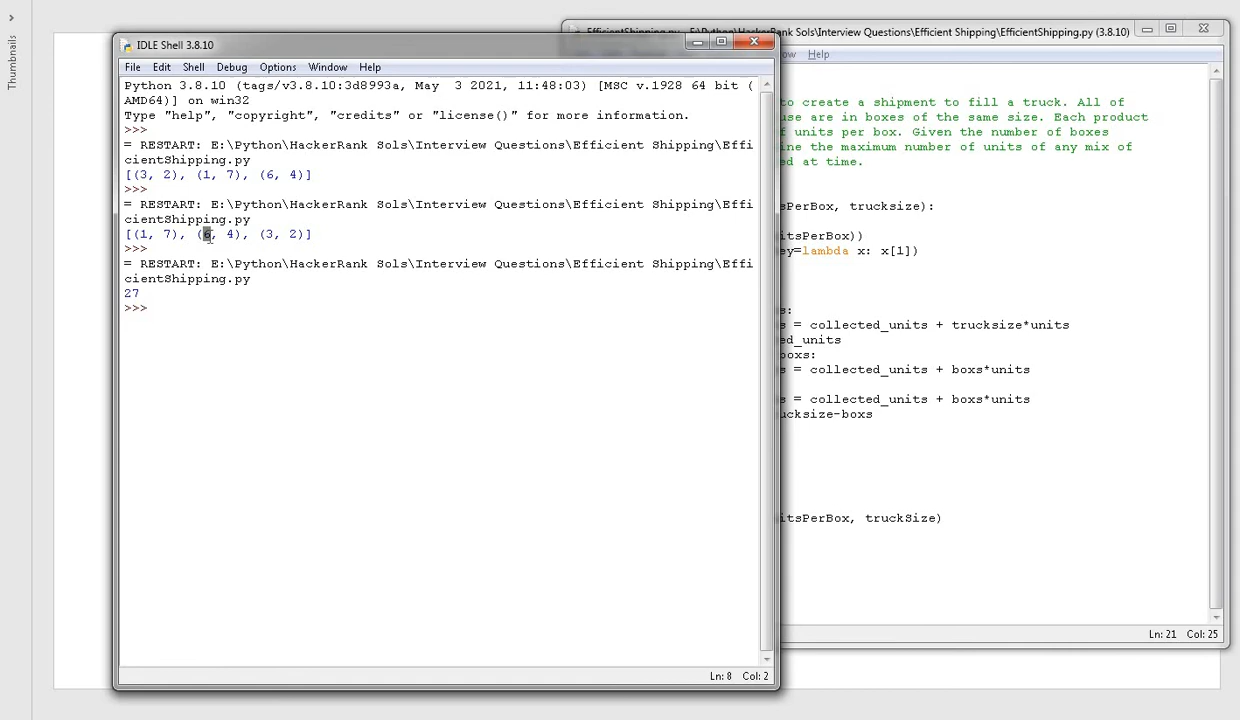 Thumbnails
EfficientShipping.py - E:\Python\HackerRank Sols\Interview Questions\Efficient Shipping\EfficientShipping.py (3.8.10)
Help
IDLE Shell 3.8.10
File Edit Shell Debug Options Window Help
Python 3.8.10 (tags/v3.8.10:3d8993a, May  3 2021, 11:48:03) [MSC v.1928 64 bit (
AMD64)] on win32
Type "help", "copyright", "credits" or "license()" for more information.
>>>
= RESTART: E:\Python\HackerRank Sols\Interview Questions\Efficient Shipping\Effi
cientShipping.py
[(3, 2), (1, 7), (6, 4)]
>>>
= RESTART: E:\Python\HackerRank Sols\Interview Questions\Efficient Shipping\Effi
cientShipping.py
[(1, 7), (6, 4), (3, 2)]
>>>
= RESTART: E:\Python\HackerRank Sols\Interview Questions\Efficient Shipping\Effi
cientShipping.py
27
>>>
Ln: 8 Col: 2
to create a shipment to fill a truck. All of
use are in boxes of the same size. Each product
f units per box. Given the number of boxes
ine the maximum number of units of any mix of
ed at time.
sPerBox, trucksize):
itsPerBox))
ey=lambda x: x[1])
s:
s = collected_units + trucksize*units
ed_units
boxs:
s = collected_units + boxs*units
s = collected_units + boxs*units
ucksize-boxs
itsPerBox, truckSize)
Ln: 21 Col: 25